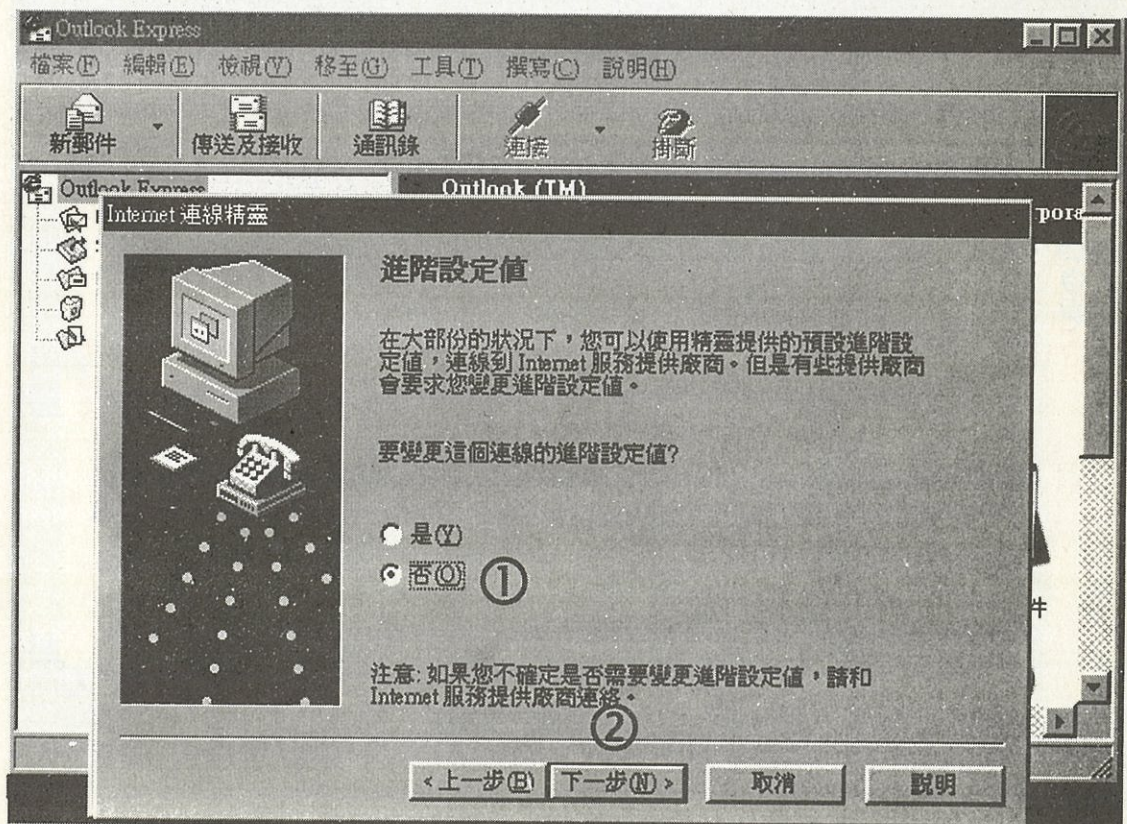 Outlook Express
檔案(F) 編輯(E) 檢視(V) 移至(G) 工具(T) 撰寫(C) 說明(H)
新郵件 傳送及接收 通訊錄 連接 掛斷
Outlook Express
Outlook (TM)
pora
Internet 連線精靈
進階設定值
在大部份的狀況下，您可以使用精靈提供的預設進階設
定值，連線到 Internet 服務提供廠商。但是有些提供廠商
會要求您變更進階設定值。
要變更這個連線的進階設定值?
是(Y)
否(O) ①
件
注意: 如果您不確定是否需要變更進階設定值，請和
Internet 服務提供廠商連絡。
②
<上一步(B) 下一步(N)> 取消 說明